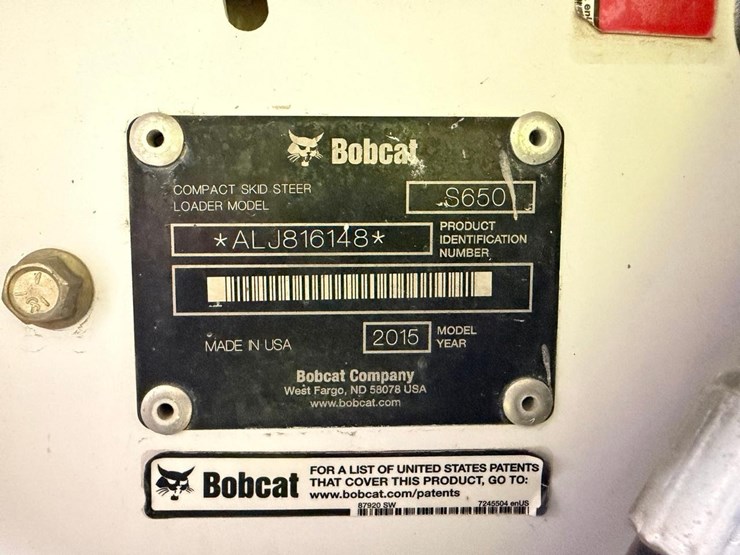 Bobcat
COMPACT SKID STEER
LOADER MODEL
S650
*ALJ816148*
PRODUCT
IDENTIFICATION
NUMBER
MADE IN USA
2015
MODEL
YEAR
Bobcat Company
West Fargo, ND 58078 USA
www.bobcat.com
Bobcat
FOR A LIST OF UNITED STATES PATENTS
THAT COVER THIS PRODUCT, GO TO:
www.bobcat.com/patents
87920 SW
7245504 enUS